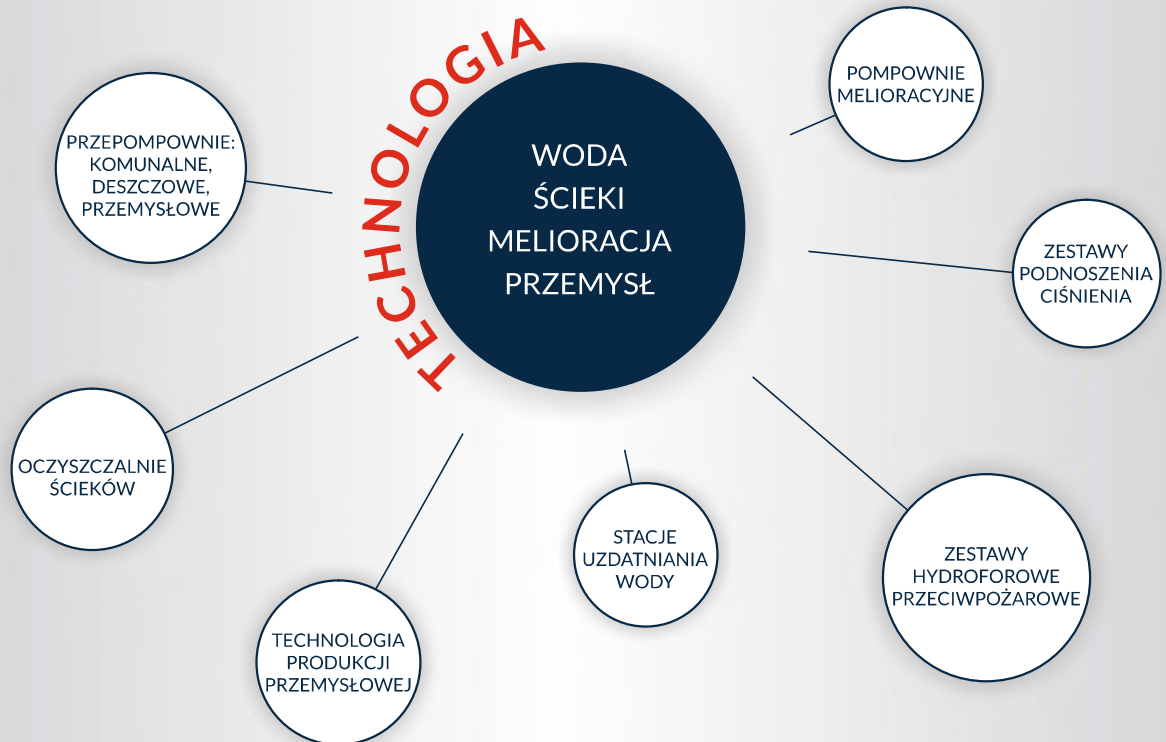 TECHNOLOGIA
WODA
ŚCIEKI
MELIORACJA
PRZEMYSŁ
POMPOWNIE
MELIORACYJNE
PRZEPOMPOWNIE:
KOMUNALNE,
DESZCZOWE,
PRZEMYSŁOWE
ZESTAWY
PODNOSZENIA
CIŚNIENIA
OCZYSZCZALNIE
ŚCIEKÓW
STACJE
UZDATNIANIA
WODY
ZESTAWY
HYDROFOROWE
PRZECIWPOŻAROWE
TECHNOLOGIA
PRODUKCJI
PRZEMYSŁOWEJ